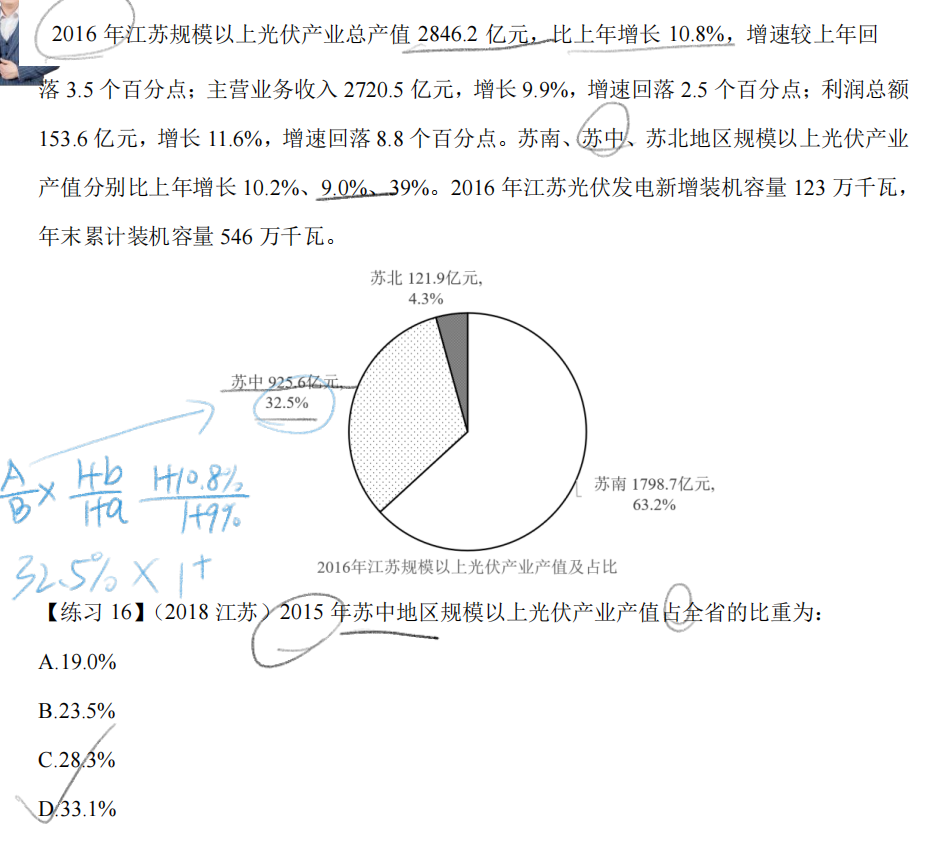 2016 年江苏规模以上光伏产业总产值 2846.2 亿元，比上年增长 10.8%，增速较上年回
落 3.5 个百分点；主营业务收入 2720.5 亿元，增长 9.9%，增速回落 2.5 个百分点；利润总额
153.6 亿元，增长 11.6%，增速回落 8.8 个百分点。苏南、苏中、苏北地区规模以上光伏产业
产值分别比上年增长 10.2%、9.0%、39%。2016 年江苏光伏发电新增装机容量 123 万千瓦，
年末累计装机容量 546 万千瓦。
苏北 121.9亿元,
4.3%
苏中 925.6亿元,
32.5%
苏南 1798.7亿元,
63.2%
A/B × 1+b/1+a 1+10.8%/1+9%
32.5% × 1+
2016年江苏规模以上光伏产业产值及占比
【练习 16】（2018 江苏）2015 年苏中地区规模以上光伏产业产值占全省的比重为：
A.19.0%
B.23.5%
C.28.3%
D.33.1%